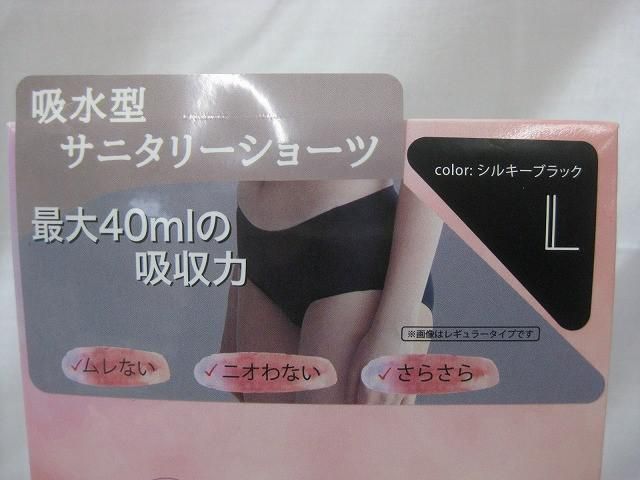 吸水型
サニタリーショーツ
color: シルキーブラック
L
最大40mlの
吸収力
※画像はレギュラータイプです
✓ムレない
✓ニオわない
✓さらさら